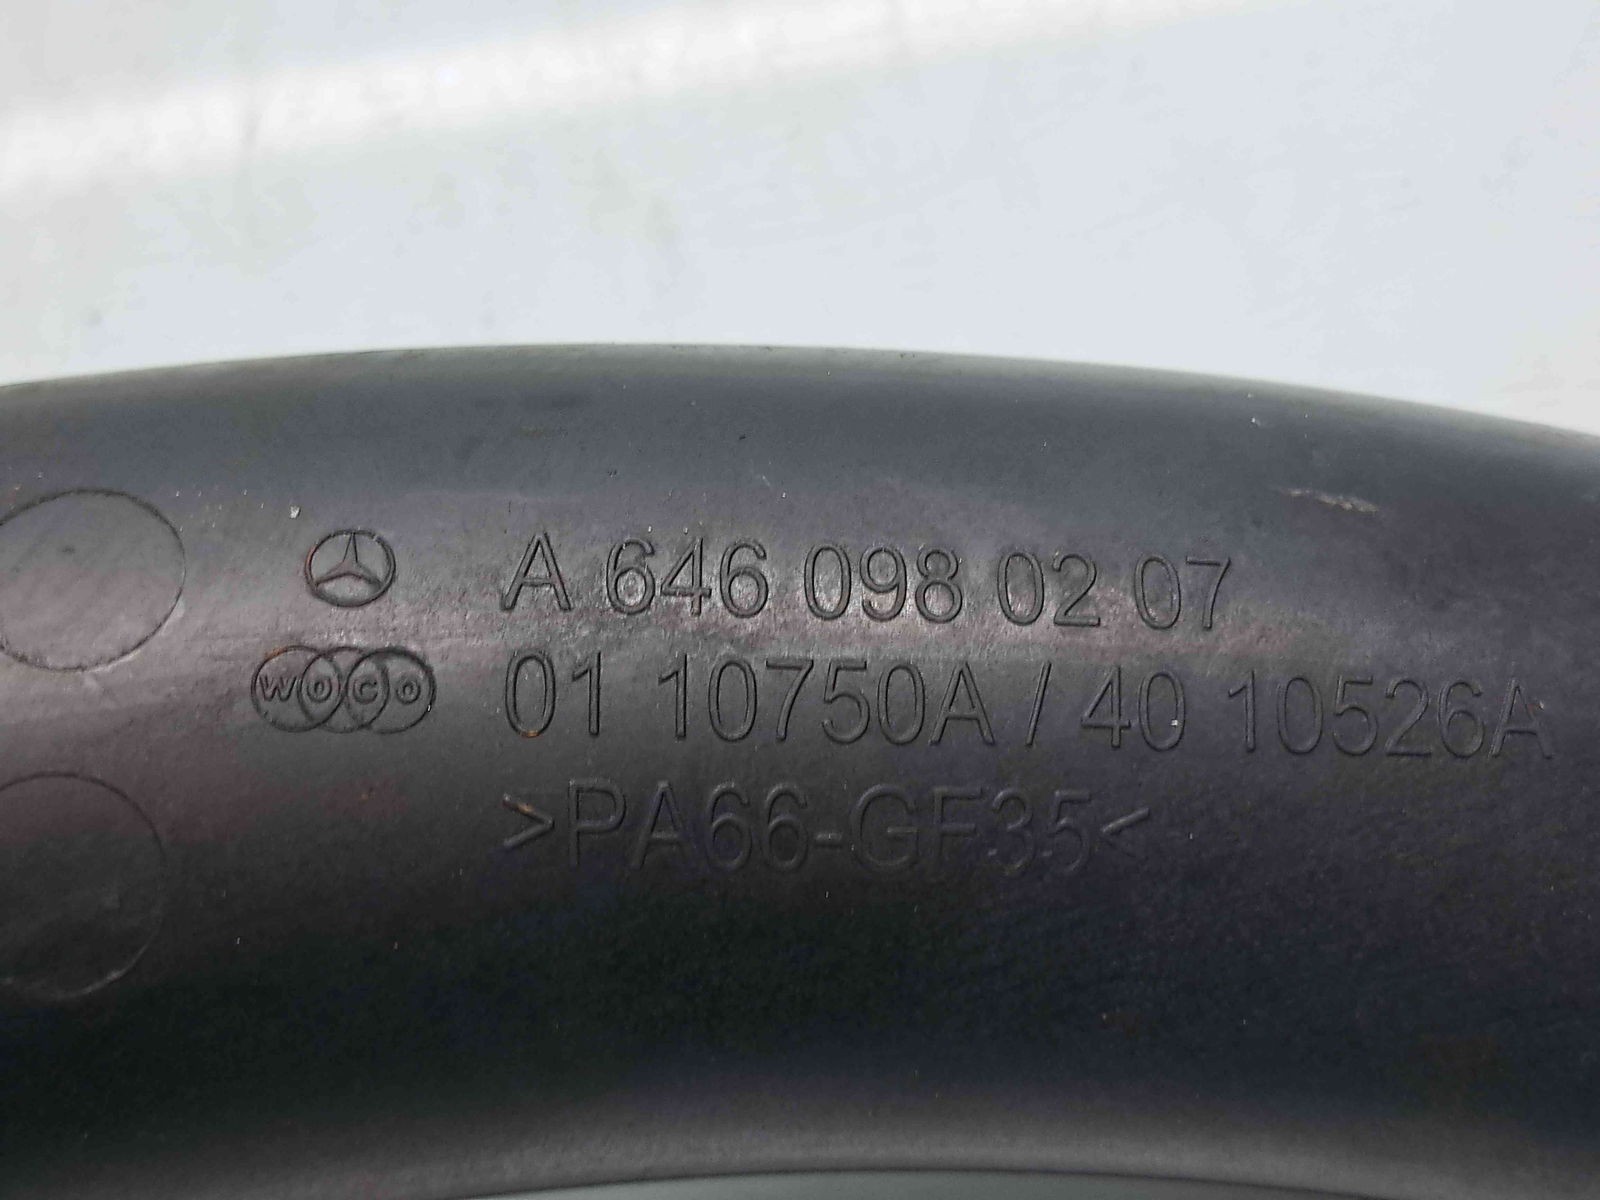 A 646 098 02 07
WOCO 01 10750A / 40 10526A
>PA66-GF35<